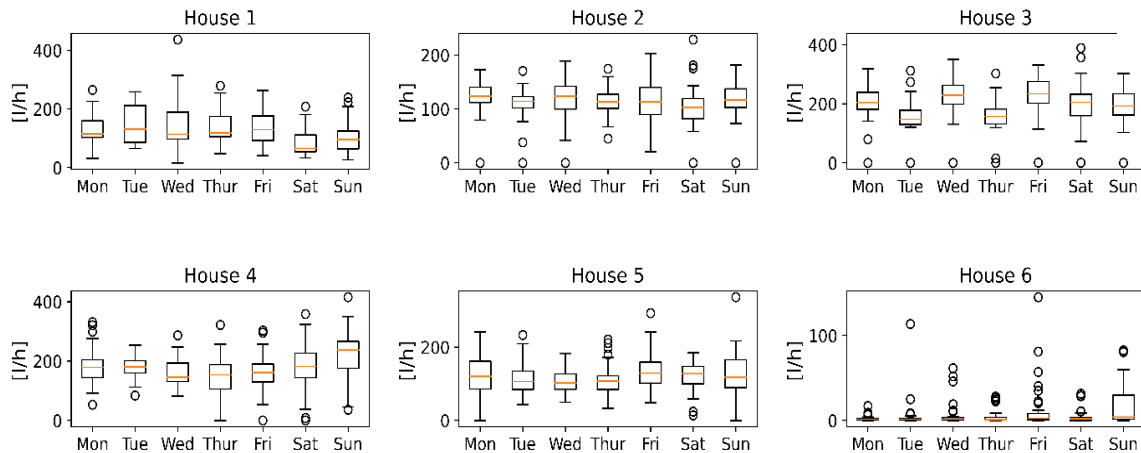 House 1 House 2 House 3
[l/h] 400 200 0 [l/h] 200 100 0 [l/h] 400 200 0
Mon Tue Wed Thur Fri Sat Sun Mon Tue Wed Thur Fri Sat Sun Mon Tue Wed Thur Fri Sat Sun
House 4 House 5 House 6
[l/h] 400 200 0 [l/h] 200 0 [l/h] 100 0
Mon Tue Wed Thur Fri Sat Sun Mon Tue Wed Thur Fri Sat Sun Mon Tue Wed Thur Fri Sat Sun